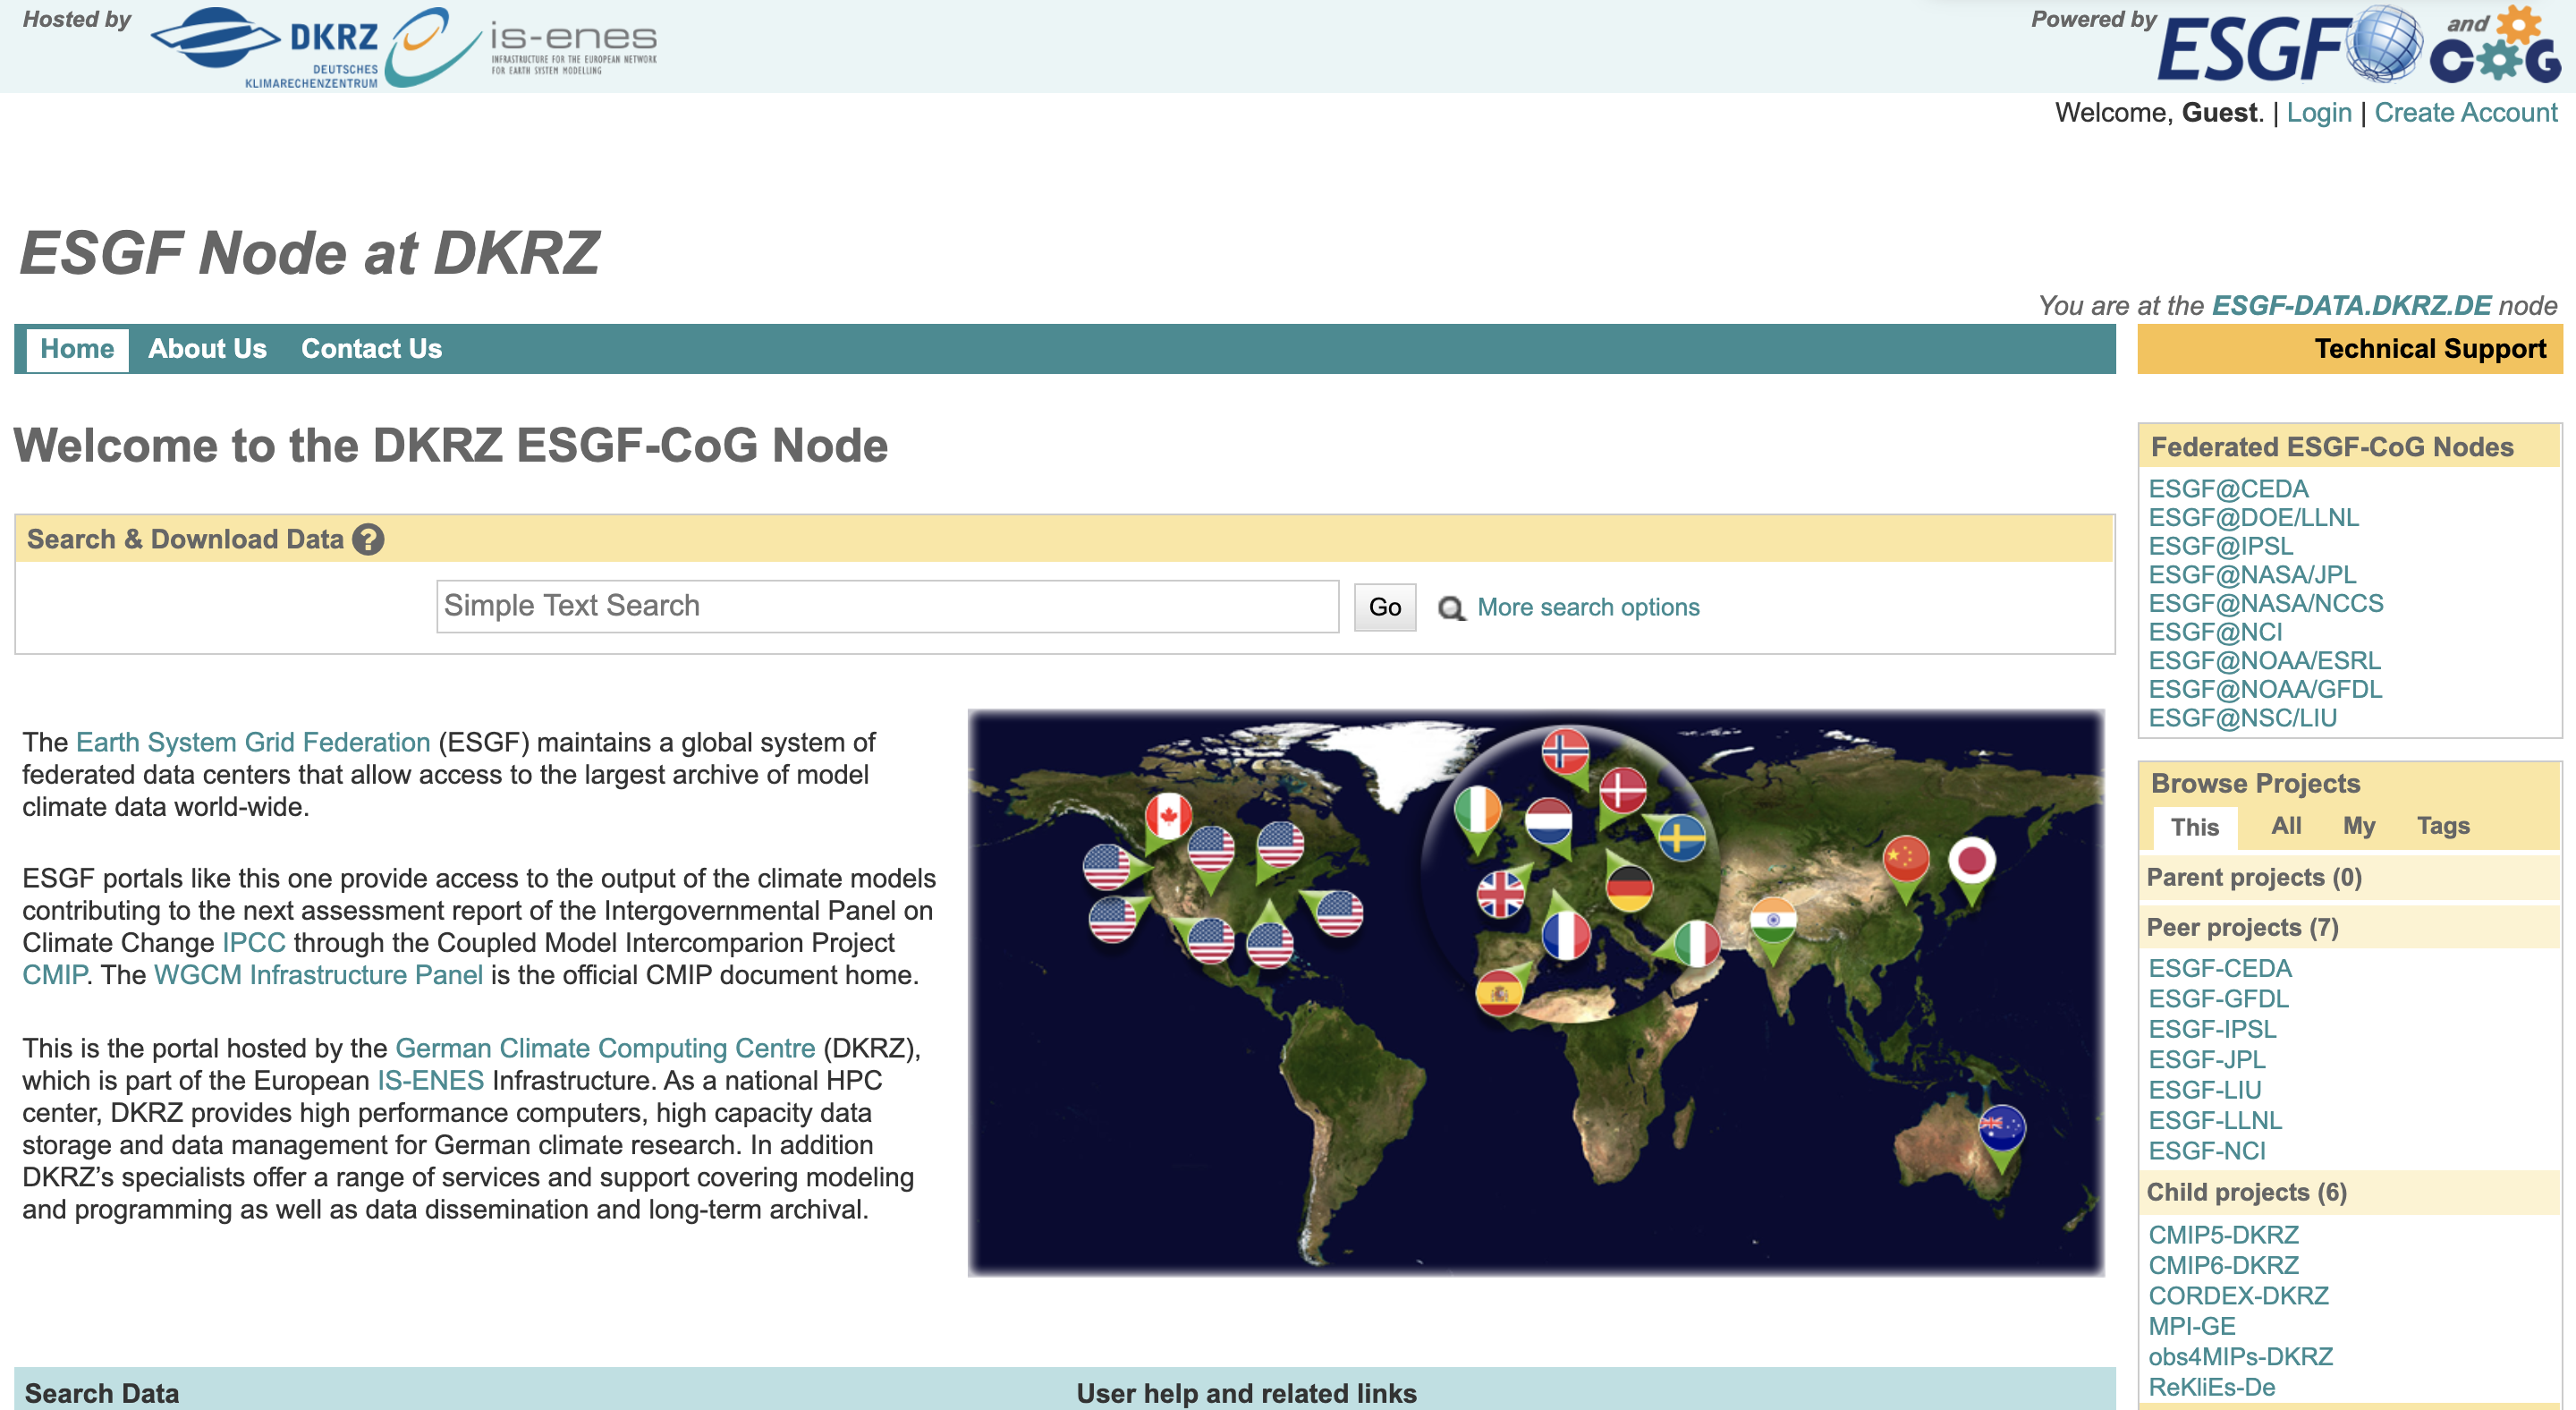 Hosted by
DKRZ
DEUTSCHES
KLIMARECHENZENTRUM
is-enes
INFRASTRUCTURE FOR THE EUROPEAN NETWORK
FOR EARTH SYSTEM MODELLING
Powered by
ESGF
and
CoG
Welcome, Guest. | Login | Create Account
ESGF Node at DKRZ
You are at the ESGF-DATA.DKRZ.DE node
Home About Us Contact Us
Technical Support
Welcome to the DKRZ ESGF-CoG Node
Search & Download Data ?
Simple Text Search
Go
More search options
The Earth System Grid Federation (ESGF) maintains a global system of
federated data centers that allow access to the largest archive of model
climate data world-wide.
ESGF portals like this one provide access to the output of the climate models
contributing to the next assessment report of the Intergovernmental Panel on
Climate Change IPCC through the Coupled Model Intercomparion Project
CMIP. The WGCM Infrastructure Panel is the official CMIP document home.
This is the portal hosted by the German Climate Computing Centre (DKRZ),
which is part of the European IS-ENES Infrastructure. As a national HPC
center, DKRZ provides high performance computers, high capacity data
storage and data management for German climate research. In addition
DKRZ’s specialists offer a range of services and support covering modeling
and programming as well as data dissemination and long-term archival.
Search Data
User help and related links
Federated ESGF-CoG Nodes
ESGF@CEDA
ESGF@DOE/LLNL
ESGF@IPSL
ESGF@NASA/JPL
ESGF@NASA/NCCS
ESGF@NCI
ESGF@NOAA/ESRL
ESGF@NOAA/GFDL
ESGF@NSC/LIU
Browse Projects
This All My Tags
Parent projects (0)
Peer projects (7)
ESGF-CEDA
ESGF-GFDL
ESGF-IPSL
ESGF-JPL
ESGF-LIU
ESGF-LLNL
ESGF-NCI
Child projects (6)
CMIP5-DKRZ
CMIP6-DKRZ
CORDEX-DKRZ
MPI-GE
obs4MIPs-DKRZ
ReKliEs-De